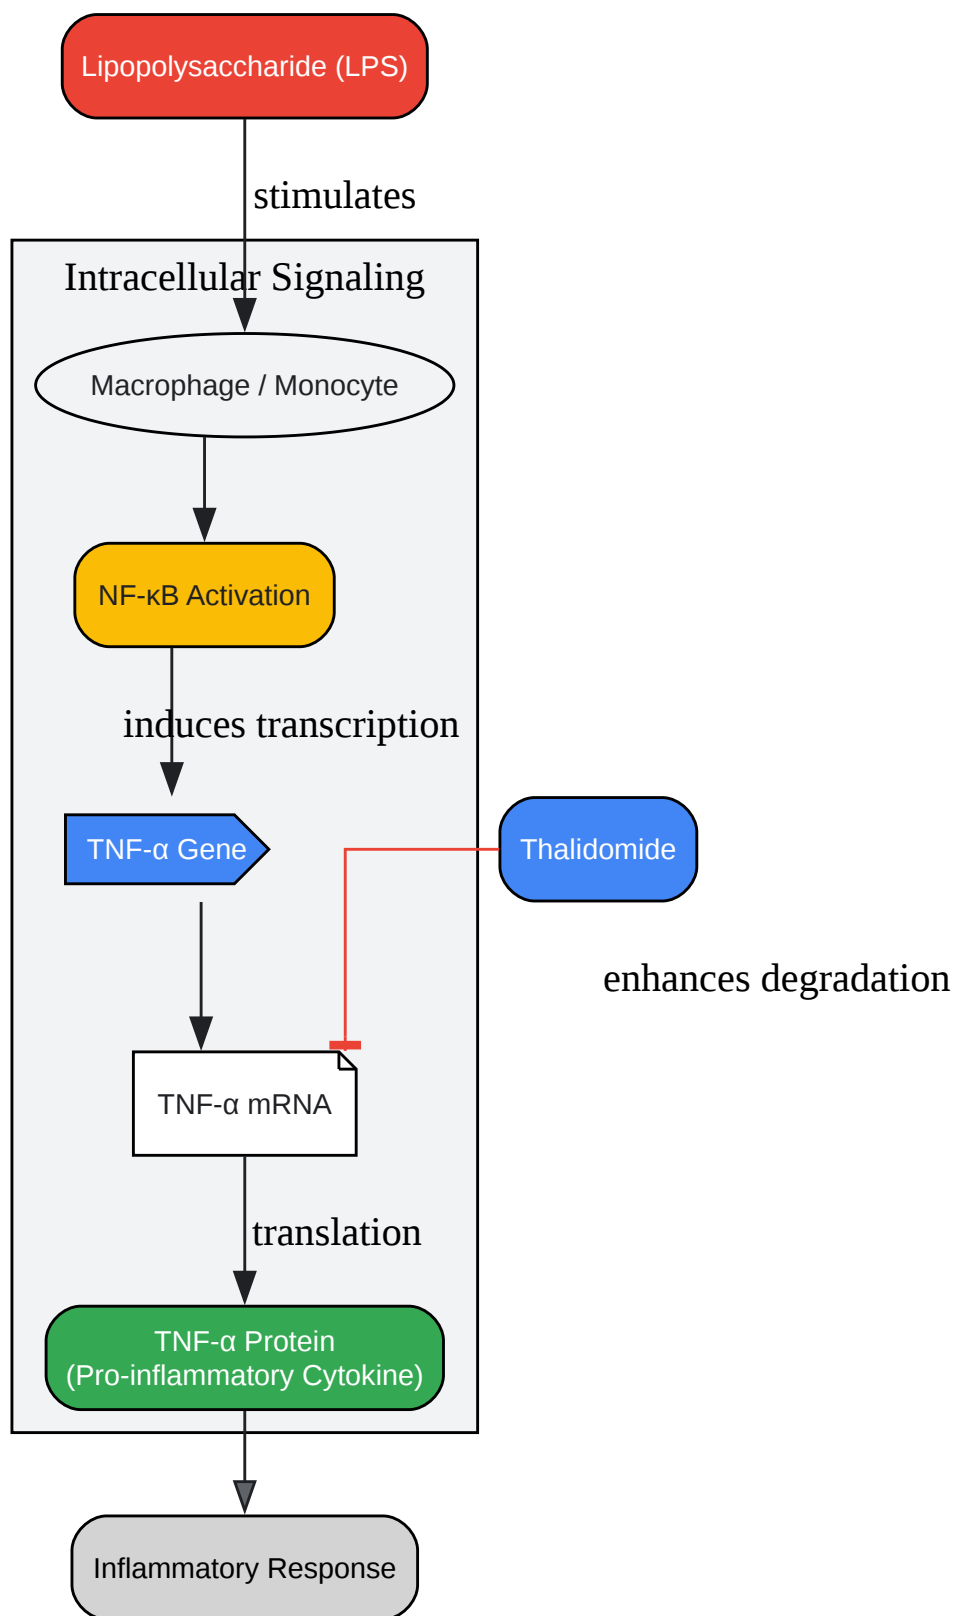 Lipopolysaccharide (LPS)
stimulates
Intracellular Signaling
Macrophage / Monocyte
NF-κB Activation
induces transcription
TNF-α Gene
Thalidomide
enhances degradation
TNF-α mRNA
translation
TNF-α Protein
(Pro-inflammatory Cytokine)
Inflammatory Response